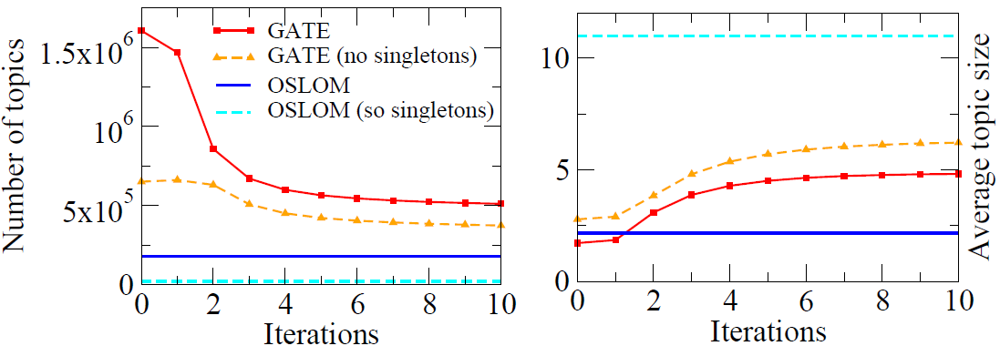 Number of topics
1.5x10^6
10^6
5x10^5
0
GATE
GATE (no singletons)
OSLOM
OSLOM (so singletons)
0 2 4 6 8 10
Iterations
10
5
0
0 2 4 6 8 10
Iterations
Average topic size